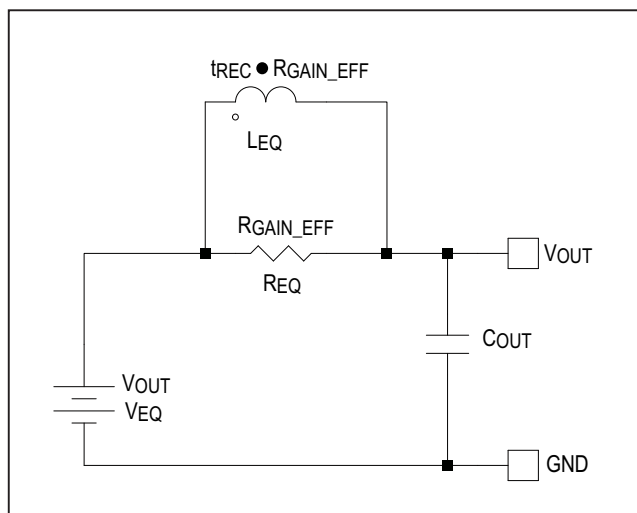 tREC ● RGAIN_EFF
LEQ
RGAIN_EFF
REQ
VOUT
COUT
VOUT
VEQ
GND